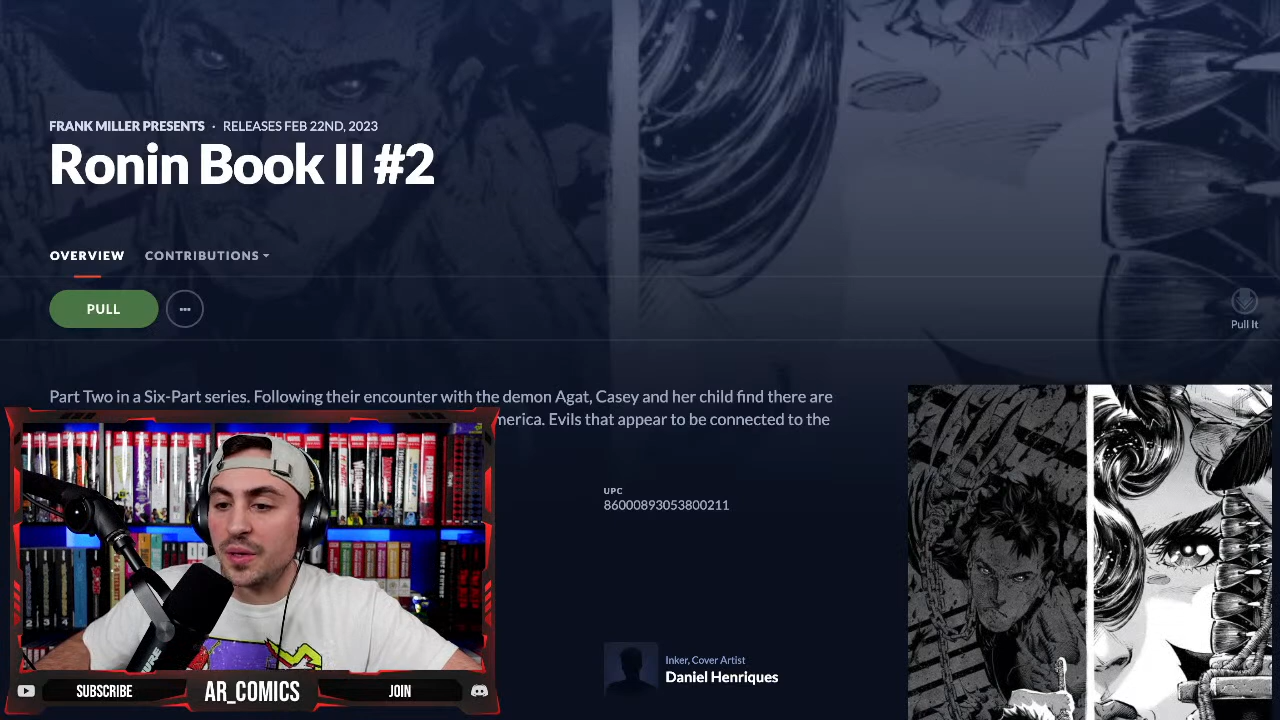 FRANK MILLER PRESENTS · RELEASES FEB 22ND, 2023
Ronin Book II #2
OVERVIEW CONTRIBUTIONS
PULL
Pull It
Part Two in a Six-Part series. Following their encounter with the demon Agat, Casey and her child find there are
merica. Evils that appear to be connected to the
UPC
86000893053800211
Inker, Cover Artist
Daniel Henriques
SUBSCRIBE AR_COMICS JOIN